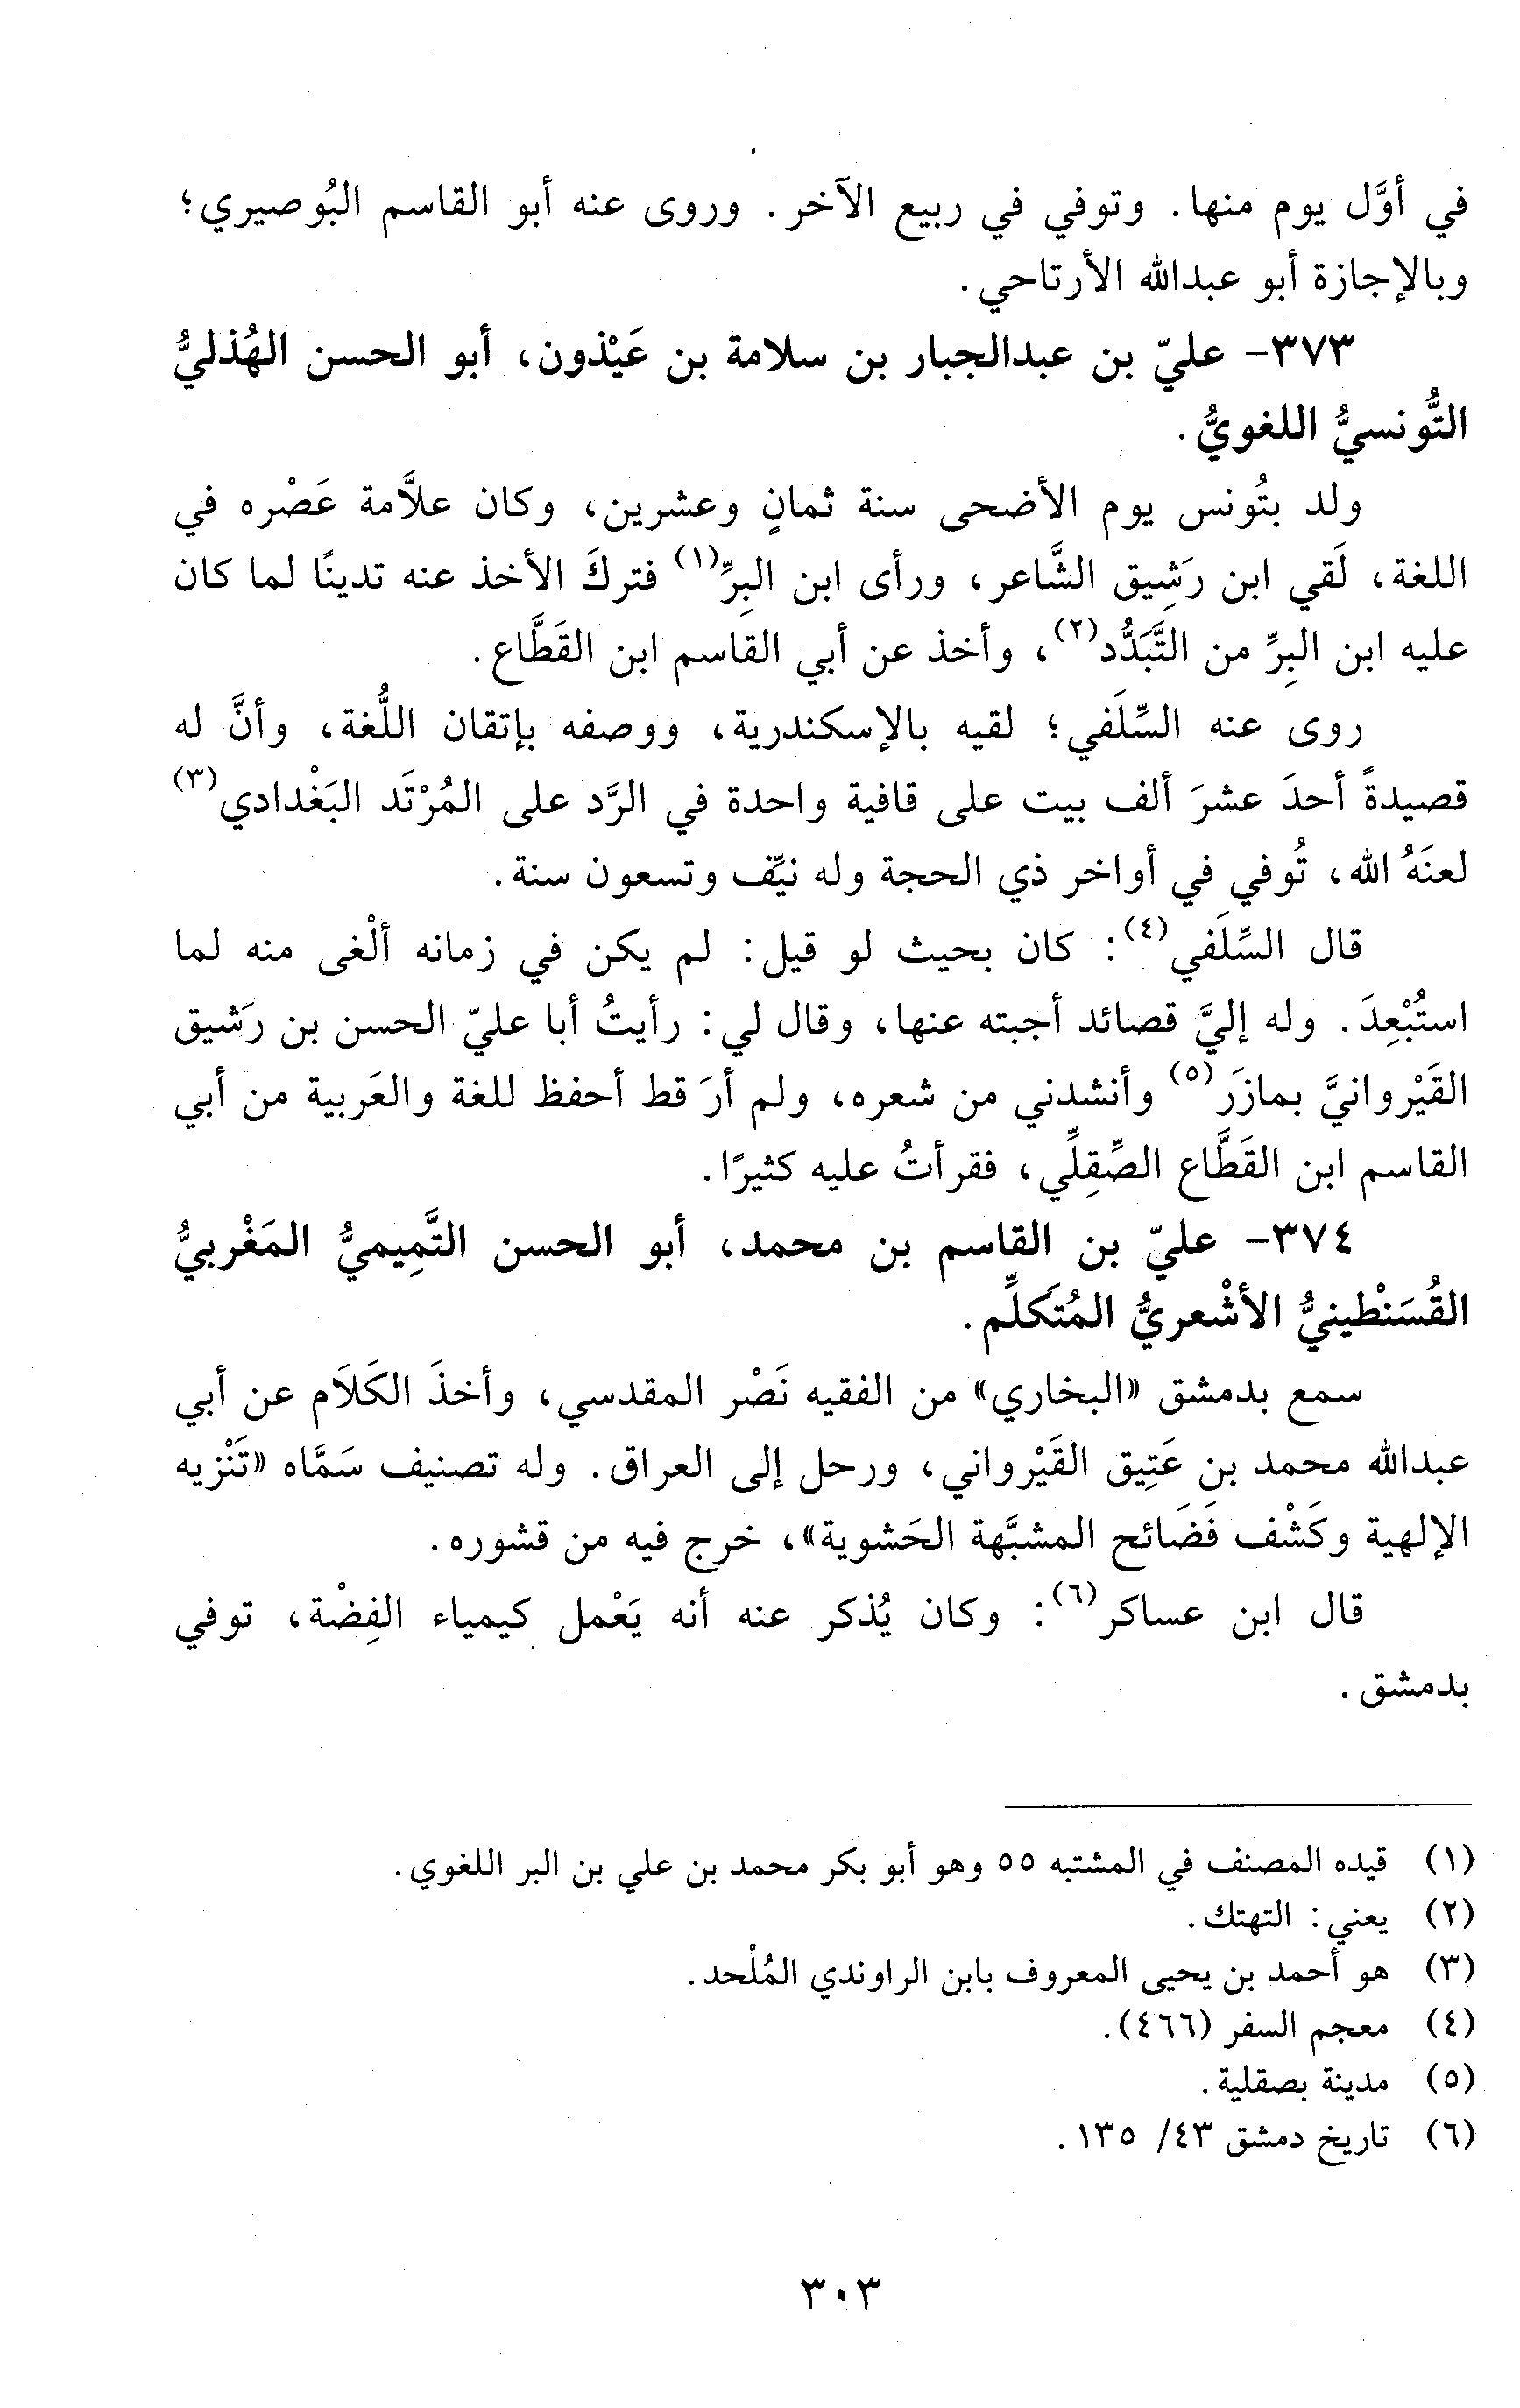 في أوَّل يوم منها. وتوفي في ربيع الآخر. وروى عنه أبو القاسم البُوصيري؛
وبالإجازة أبو عبدالله الأرتاحي.
٣٧٣- عليّ بن عبدالجبار بن سلامة بن عَيْذون، أبو الحسن الهُذليُّ
التُّونسيُّ اللغويُّ.
ولد بتُونس يوم الأضحى سنة ثمانٍ وعشرين، وكان علاَّمة عَصْره في
اللغة، لَقي ابن رَشِيق الشَّاعر، ورأى ابن البِرِّ(١) فتركَ الأخذ عنه تدينًا لما كان
عليه ابن البِرِّ من التَّبَدُّد(٢)، وأخذ عن أبي القاسم ابن القَطَّاع.
روى عنه السِّلَفي؛ لقيه بالإسكندرية، ووصفه بإتقان اللُّغة، وأنَّ له
قصيدةً أحدَ عشرَ ألف بيت على قافية واحدة في الرَّد على المُرْتَد البَغْدادي(٣)
لعنَهُ الله، تُوفي في أواخر ذي الحجة وله نيِّف وتسعون سنة.
قال السِّلَفي(٤): كان بحيث لو قيل: لم يكن في زمانه ألْغى منه لما
استُبْعِدَ. وله إليَّ قصائد أجبته عنها، وقال لي: رأيتُ أبا عليّ الحسن بن رَشيق
القَيْروانيَّ بمازَر(٥) وأنشدني من شعره، ولم أرَ قط أحفظ للغة والعَربية من أبي
القاسم ابن القَطَّاع الصِّقِلِّي، فقرأتُ عليه كثيرًا.
٣٧٤- عليّ بن القاسم بن محمد، أبو الحسن التَّمِيميُّ المَغْربيُّ
القُسَنْطينيُّ الأشْعريُّ المُتَكلِّم.
سمع بدمشق «البخاري» من الفقيه نَصْر المقدسي، وأخذَ الكَلاَم عن أبي
عبدالله محمد بن عَتِيق القَيْرواني، ورحل إلى العراق. وله تصنيف سَمَّاه «تَنْزيه
الإلهية وكَشْف فَضَائح المشبَّهة الحَشوية»، خرج فيه من قشوره.
قال ابن عساكر(٦): وكان يُذكر عنه أنه يَعْمل كيمياء الفِضْة، توفي
بدمشق.
(١) قيده المصنف في المشتبه ٥٥ وهو أبو بكر محمد بن علي بن البر اللغوي.
(٢) يعني: التهتك.
(٣) هو أحمد بن يحيى المعروف بابن الراوندي المُلْحد.
(٤) معجم السفر (٤٦٦).
(٥) مدينة بصقلية.
(٦) تاريخ دمشق ٤٣/ ١٣٥.
٣٠٣